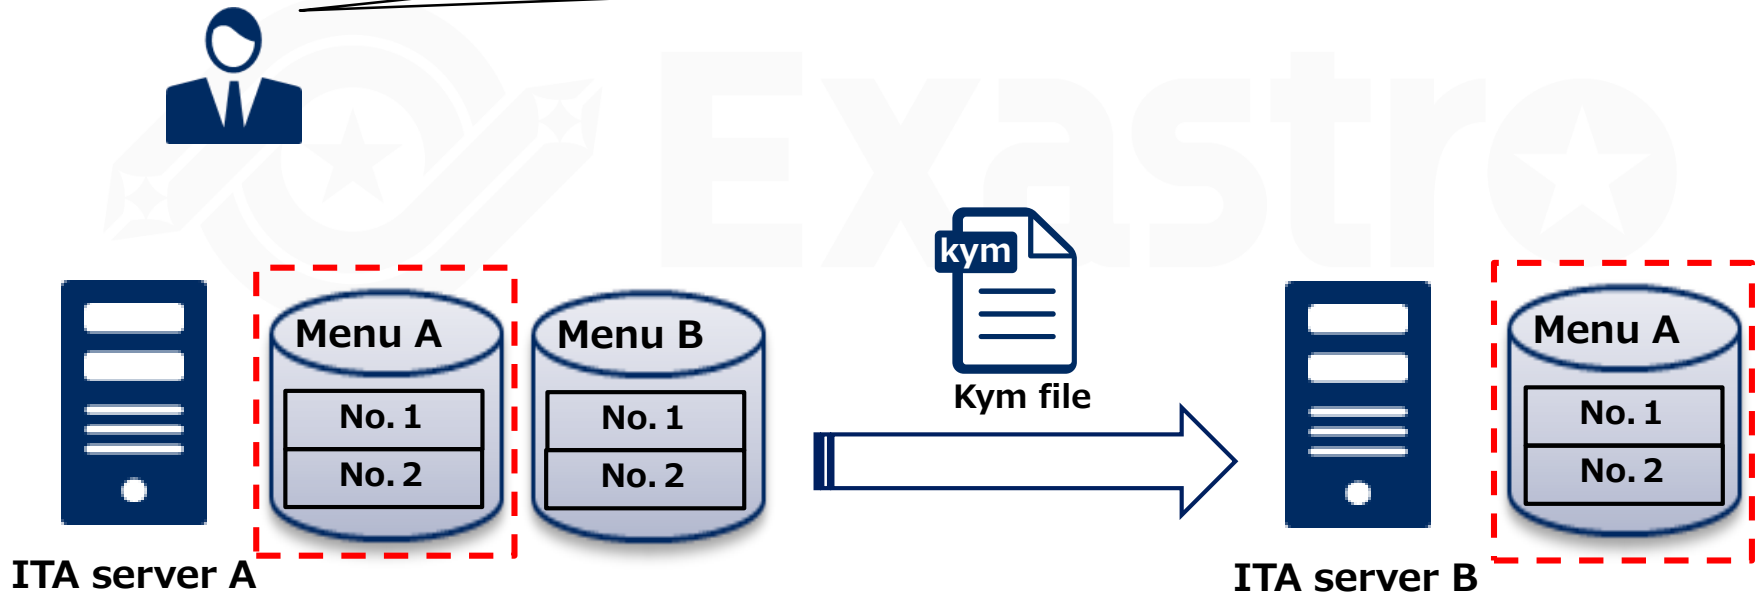 Exastro
kym
Kym file
Menu A
No. 1
No. 2
Menu B
No. 1
No. 2
ITA server A
Menu A
No. 1
No. 2
ITA server B